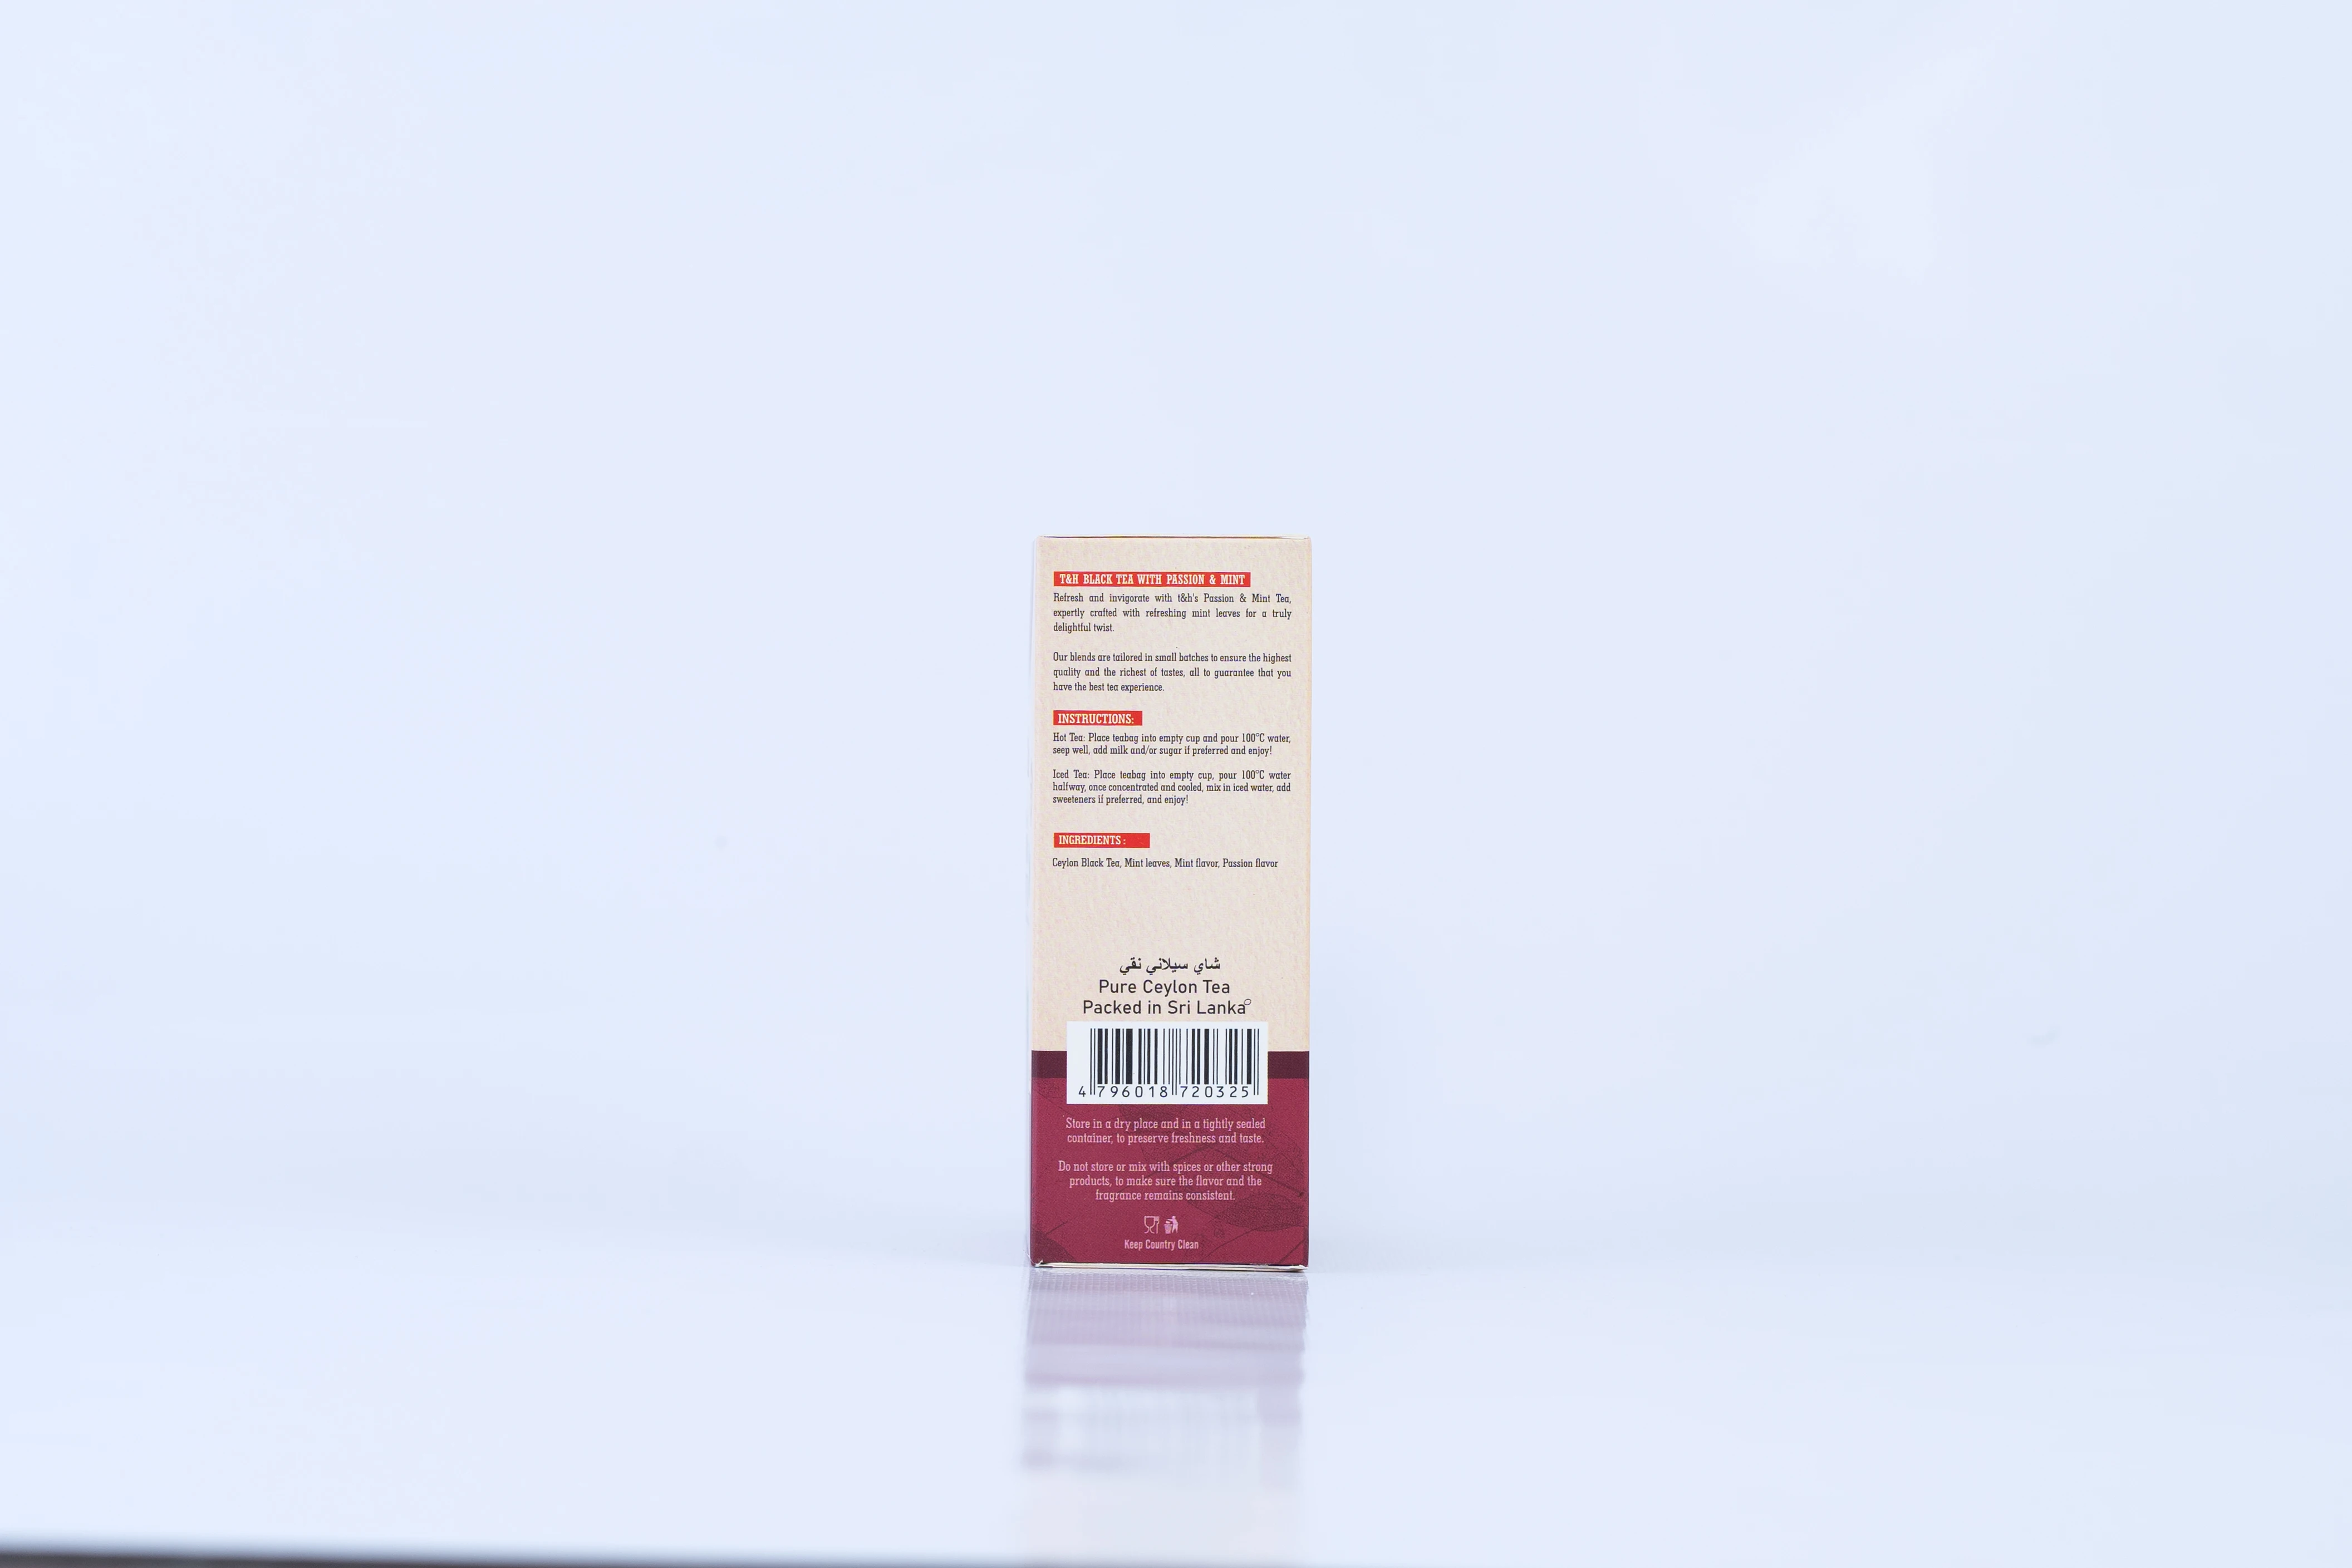 T&H BLACK TEA WITH PASSION & MINT
Refresh and invigorate with t&h's Passion & Mint Tea,
expertly crafted with refreshing mint leaves for a truly
delightful twist.
Our blends are tailored in small batches to ensure the highest
quality and the richest of tastes, all to guarantee that you
have the best tea experience.
INSTRUCTIONS:
Hot Tea: Place teabag into empty cup and pour 100°C water,
seep well, add milk and/or sugar if preferred and enjoy!
Iced Tea: Place teabag into empty cup, pour 100°C water
halfway, once concentrated and cooled, mix in iced water, add
sweeteners if preferred, and enjoy!
INGREDIENTS :
Ceylon Black Tea, Mint leaves, Mint flavor, Passion flavor
شاي سيلاني نقي
Pure Ceylon Tea
Packed in Sri Lanka
4 796018 720325
Store in a dry place and in a tightly sealed
container, to preserve freshness and taste.
Do not store or mix with spices or other strong
products, to make sure the flavor and the
fragrance remains consistent.
Keep Country Clean